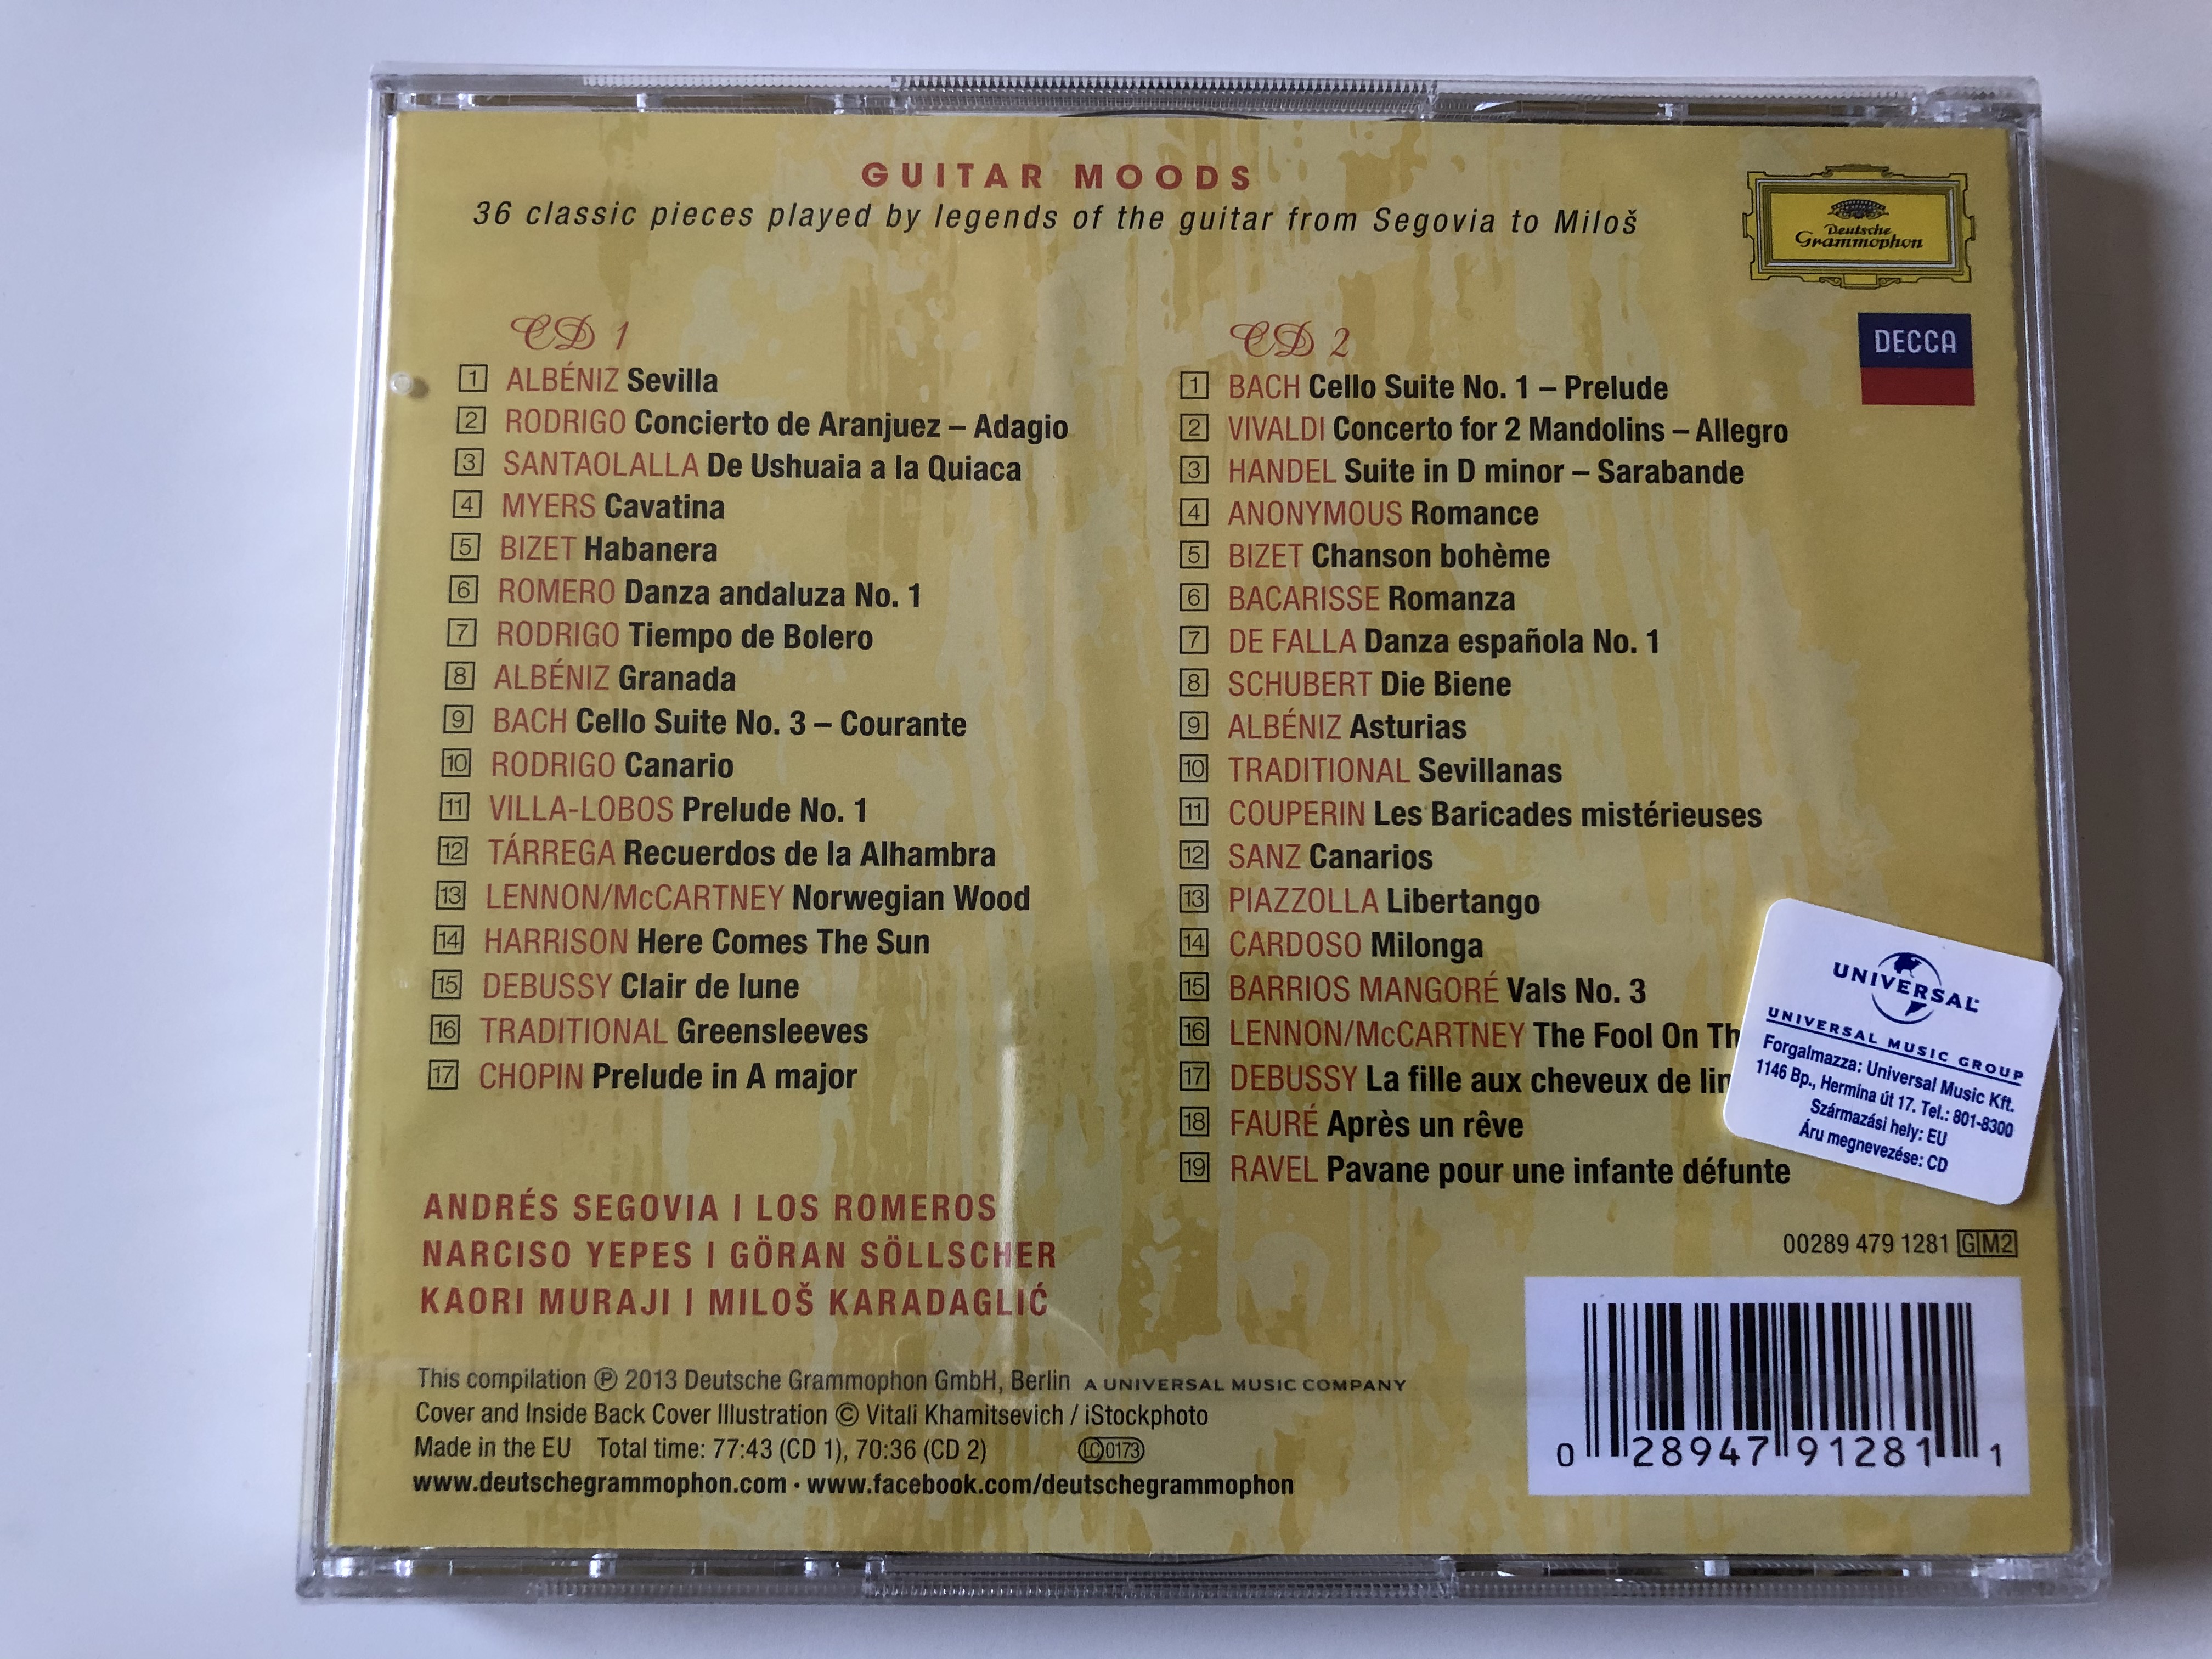 GUITAR MOODS
36 classic pieces played by legends of the guitar from Segovia to Miloš
Deutsche
Grammophon
DECCA
CD 1
1 ALBÉNIZ Sevilla
2 RODRIGO Concierto de Aranjuez – Adagio
3 SANTAOLALLA De Ushuaia a la Quiaca
4 MYERS Cavatina
5 BIZET Habanera
6 ROMERO Danza andaluza No. 1
7 RODRIGO Tiempo de Bolero
8 ALBÉNIZ Granada
9 BACH Cello Suite No. 3 – Courante
10 RODRIGO Canario
11 VILLA-LOBOS Prelude No. 1
12 TÁRREGA Recuerdos de la Alhambra
13 LENNON/McCARTNEY Norwegian Wood
14 HARRISON Here Comes The Sun
15 DEBUSSY Clair de lune
16 TRADITIONAL Greensleeves
17 CHOPIN Prelude in A major
CD 2
1 BACH Cello Suite No. 1 – Prelude
2 VIVALDI Concerto for 2 Mandolins – Allegro
3 HANDEL Suite in D minor – Sarabande
4 ANONYMOUS Romance
5 BIZET Chanson bohème
6 BACARISSE Romanza
7 DE FALLA Danza española No. 1
8 SCHUBERT Die Biene
9 ALBÉNIZ Asturias
10 TRADITIONAL Sevillanas
11 COUPERIN Les Baricades mistérieuses
12 SANZ Canarios
13 PIAZZOLLA Libertango
14 CARDOSO Milonga
15 BARRIOS MANGORÉ Vals No. 3
16 LENNON/McCARTNEY The Fool On Th
17 DEBUSSY La fille aux cheveux de lin
18 FAURÉ Après un rêve
19 RAVEL Pavane pour une infante défunte
UNIVERSAL
UNIVERSAL MUSIC GROUP
Forgalmazza: Universal Music Kft.
1146 Bp., Hermina út 17. Tel.: 801-8300
Származási hely: EU
Áru megnevezése: CD
ANDRÉS SEGOVIA | LOS ROMEROS
NARCISO YEPES | GÖRAN SÖLLSCHER
KAORI MURAJI | MILOŠ KARADAGLIĆ
00289 479 1281 GM2
This compilation ℗ 2013 Deutsche Grammophon GmbH, Berlin A UNIVERSAL MUSIC COMPANY
Cover and Inside Back Cover Illustration © Vitali Khamitsevich / iStockphoto
Made in the EU Total time: 77:43 (CD 1), 70:36 (CD 2) LC 0173
www.deutschegrammophon.com · www.facebook.com/deutschegrammophon
0 28947 91281 1